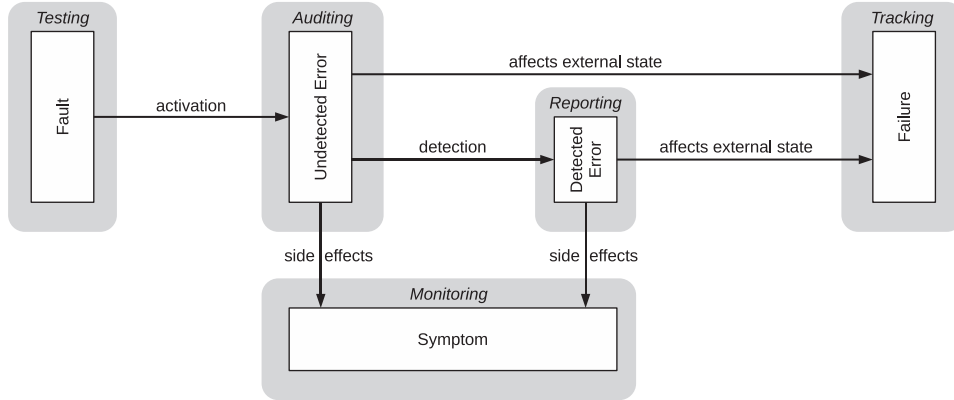 Testing
Auditing
Tracking
Fault
activation
Undetected Error
affects external state
Reporting
detection
Detected
Error
affects external state
Failure
side effects
side effects
Monitoring
Symptom